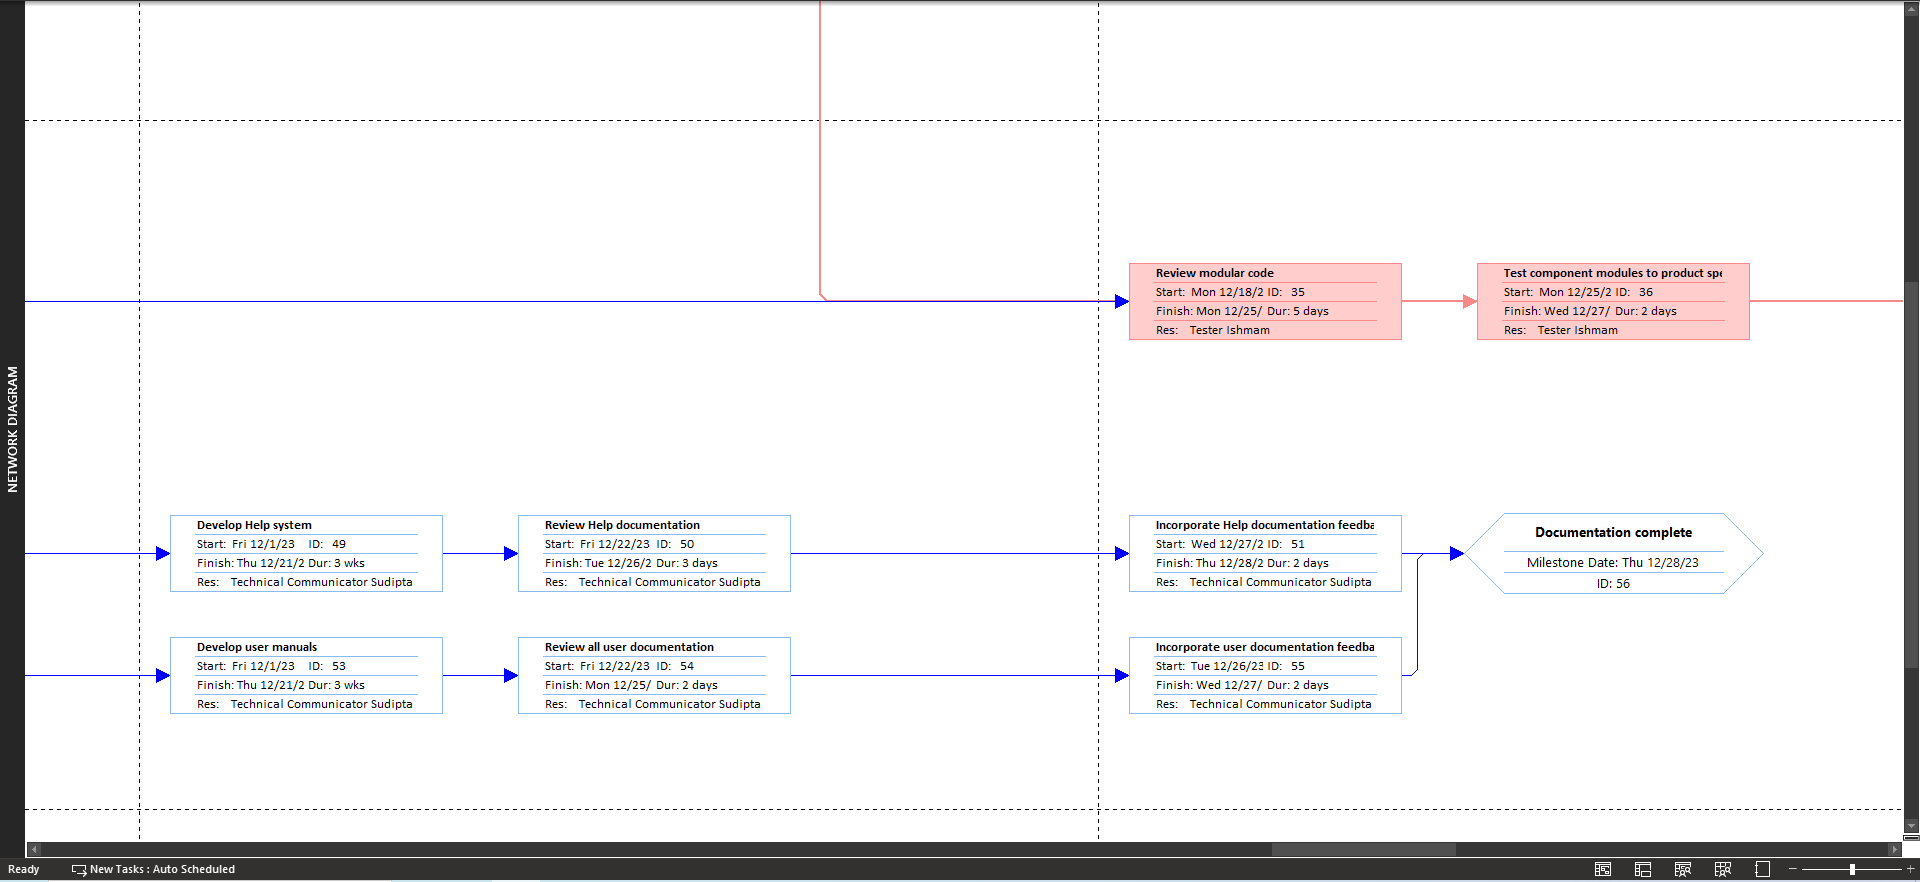 NETWORK DIAGRAM
Review modular code
Start: Mon 12/18/2 ID: 35
Finish: Mon 12/25/ Dur: 5 days
Res: Tester Ishmam
Test component modules to product spe
Start: Mon 12/25/2 ID: 36
Finish: Wed 12/27/ Dur: 2 days
Res: Tester Ishmam
Develop Help system
Start: Fri 12/1/23 ID: 49
Finish: Thu 12/21/2 Dur: 3 wks
Res: Technical Communicator Sudipta
Review Help documentation
Start: Fri 12/22/23 ID: 50
Finish: Tue 12/26/2 Dur: 3 days
Res: Technical Communicator Sudipta
Incorporate Help documentation feedba
Start: Wed 12/27/2 ID: 51
Finish: Thu 12/28/2 Dur: 2 days
Res: Technical Communicator Sudipta
Documentation complete
Milestone Date: Thu 12/28/23
ID: 56
Develop user manuals
Start: Fri 12/1/23 ID: 53
Finish: Thu 12/21/2 Dur: 3 wks
Res: Technical Communicator Sudipta
Review all user documentation
Start: Fri 12/22/23 ID: 54
Finish: Mon 12/25/ Dur: 2 days
Res: Technical Communicator Sudipta
Incorporate user documentation feedba
Start: Tue 12/26/23 ID: 55
Finish: Wed 12/27/ Dur: 2 days
Res: Technical Communicator Sudipta
Ready
New Tasks : Auto Scheduled